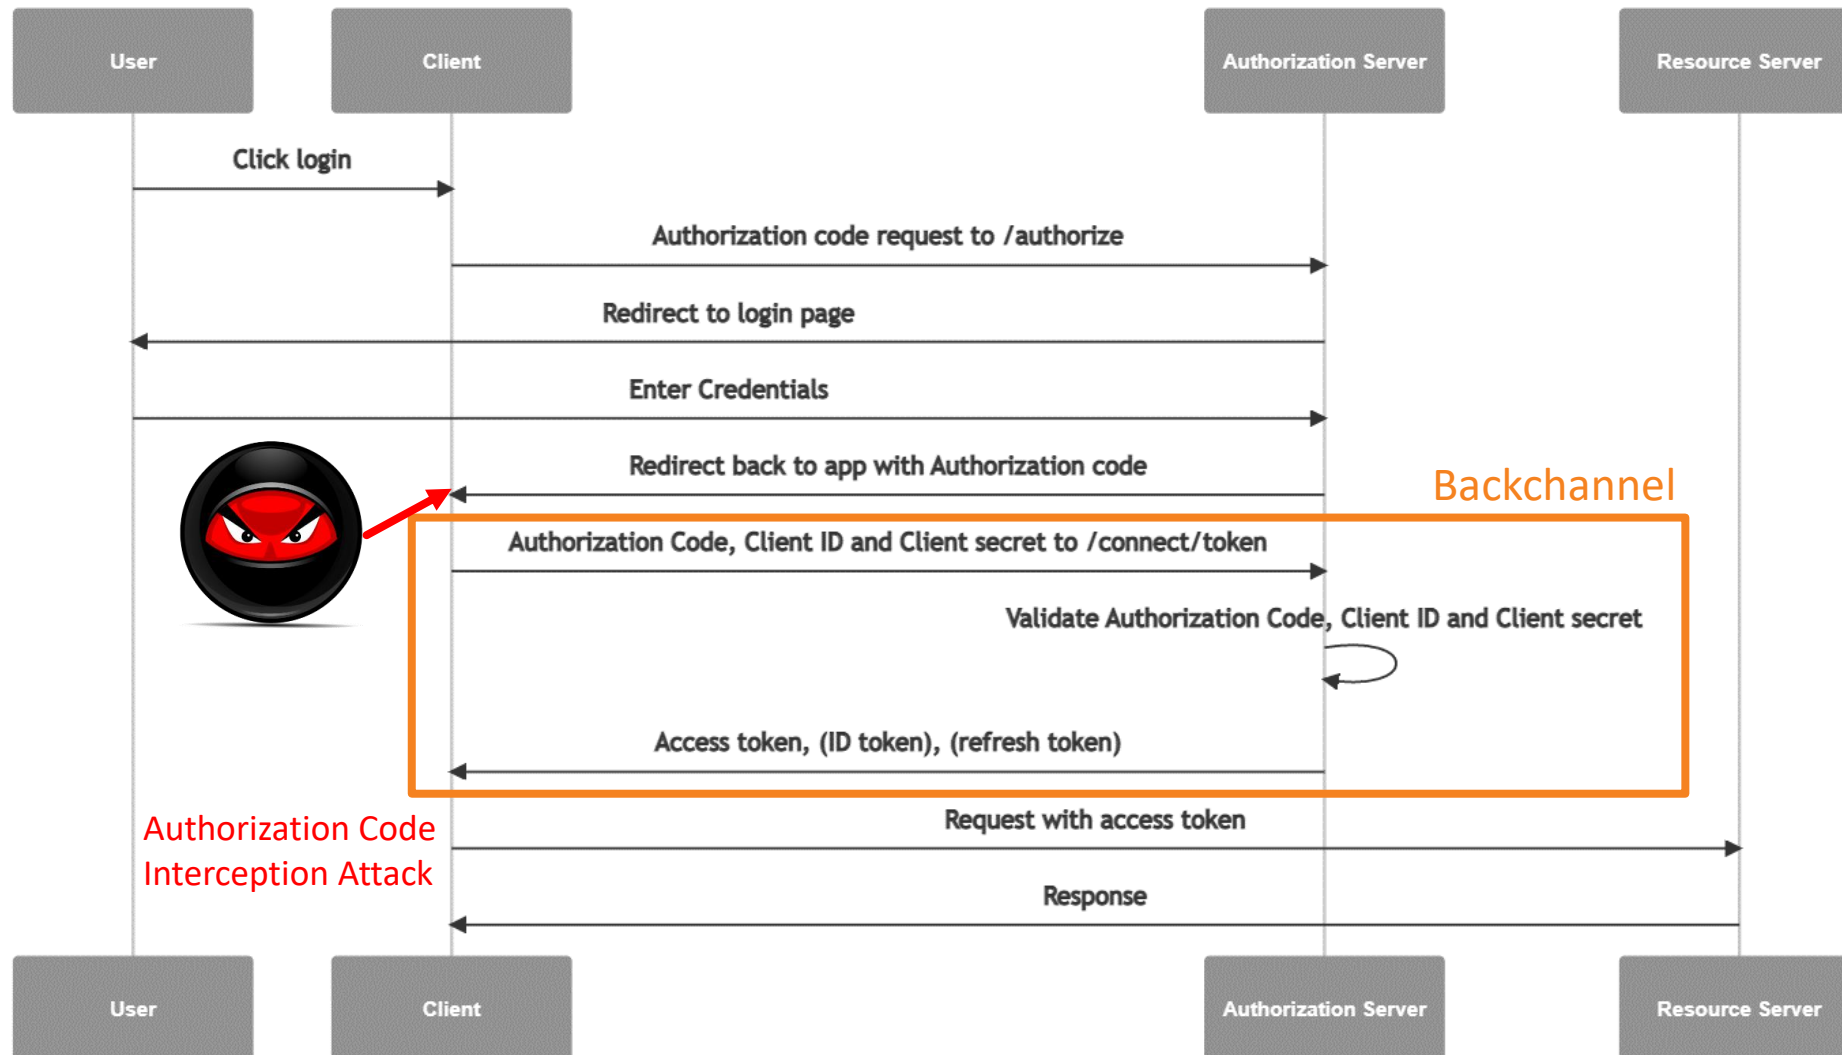 User
Client
Authorization Server
Resource Server
Click login
Authorization code request to /authorize
Redirect to login page
Enter Credentials
Redirect back to app with Authorization code
Backchannel
Authorization Code, Client ID and Client secret to /connect/token
Validate Authorization Code, Client ID and Client secret
Access token, (ID token), (refresh token)
Authorization Code
Interception Attack
Request with access token
Response
User
Client
Authorization Server
Resource Server